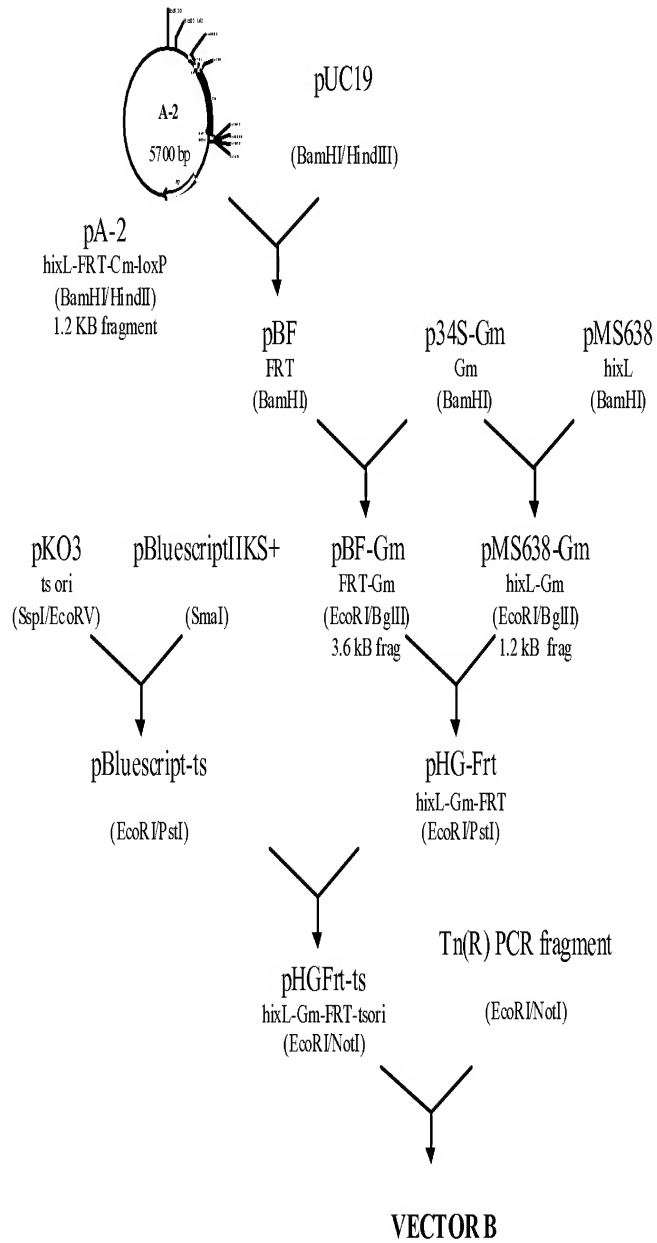 A-2
5700 bp
pUC19
(BamHI/HindIII)
pA-2
hixL-FRT-Cm-loxP
(BamHI/HindII)
1.2 KB fragment
pBF
FRT
(BamHI)
p34S-Gm
Gm
(BamHI)
pMS638
hixL
(BamHI)
pKO3
ts ori
(SspI/EcoRV)
pBluescriptIIKS+
(SmaI)
pBF-Gm
FRT-Gm
(EcoRI/BglII)
3.6 kB frag
pMS638-Gm
hixL-Gm
(EcoRI/BglII)
1.2 kB frag
pBluescript-ts
(EcoRI/PstI)
pHG-Frt
hixL-Gm-FRT
(EcoRI/PstI)
pHGFrt-ts
hixL-Gm-FRT-tsori
(EcoRI/NotI)
Tn(R) PCR fragment
(EcoRI/NotI)
VECTOR B